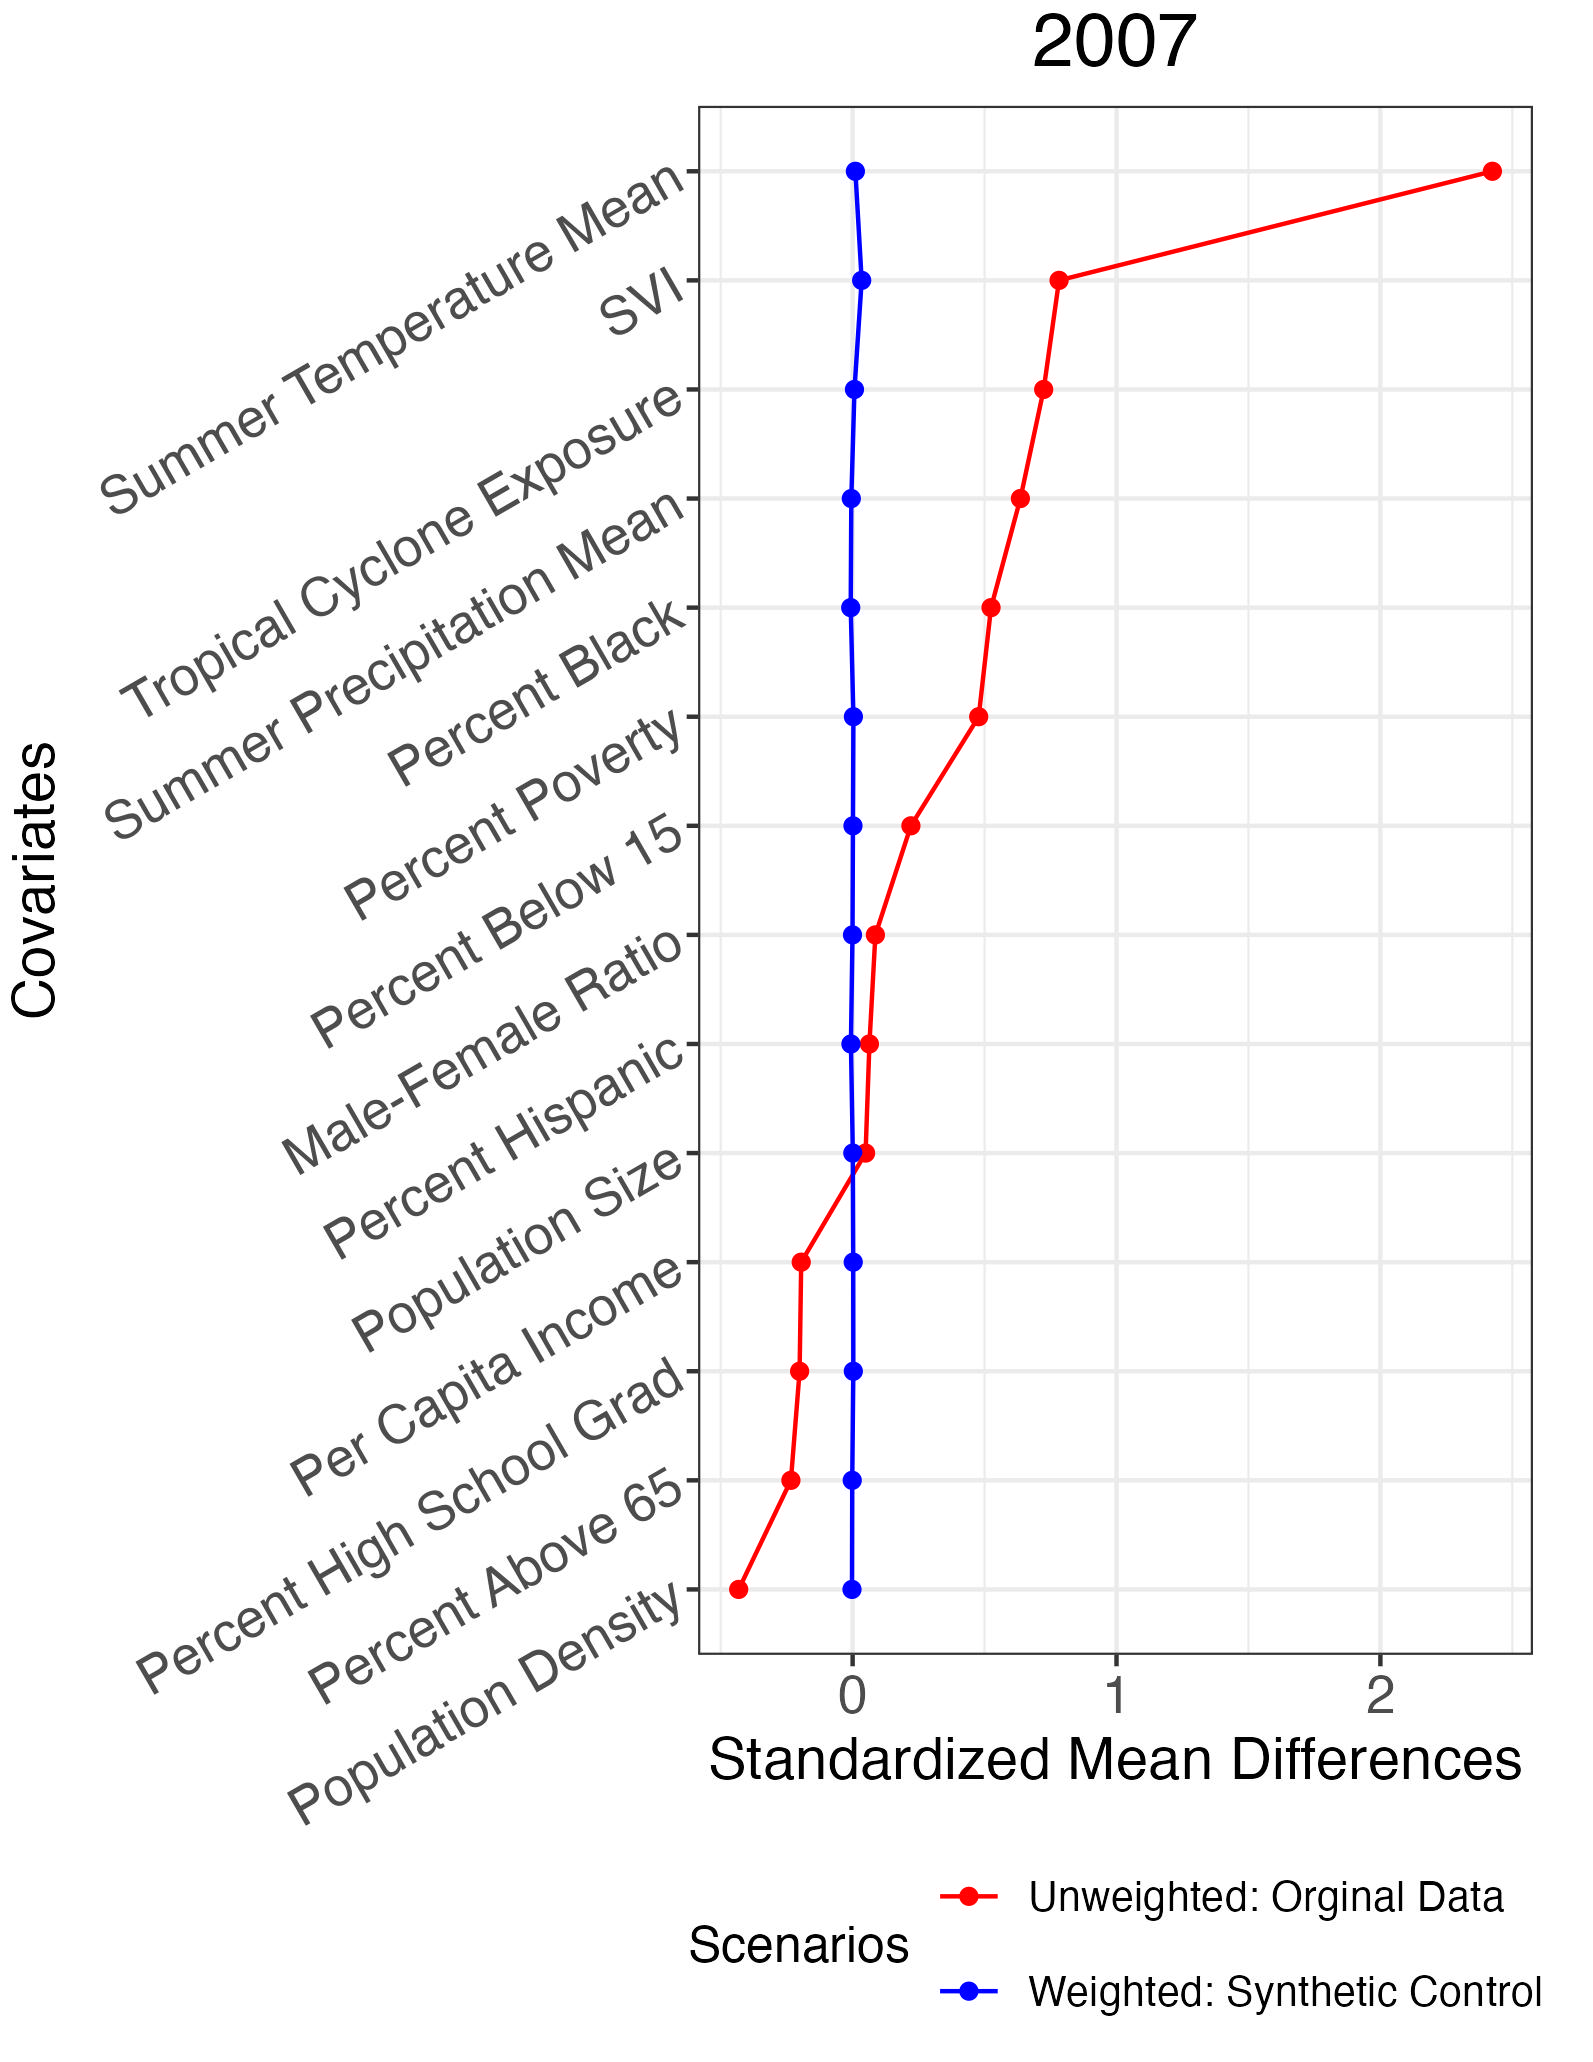 2007
Covariates
Summer Temperature Mean
SVI
Tropical Cyclone Exposure
Summer Precipitation Mean
Percent Black
Percent Poverty
Percent Below 15
Male-Female Ratio
Percent Hispanic
Population Size
Per Capita Income
Percent High School Grad
Percent Above 65
Population Density
0 1 2
Standardized Mean Differences
Scenarios
Unweighted: Orginal Data
Weighted: Synthetic Control